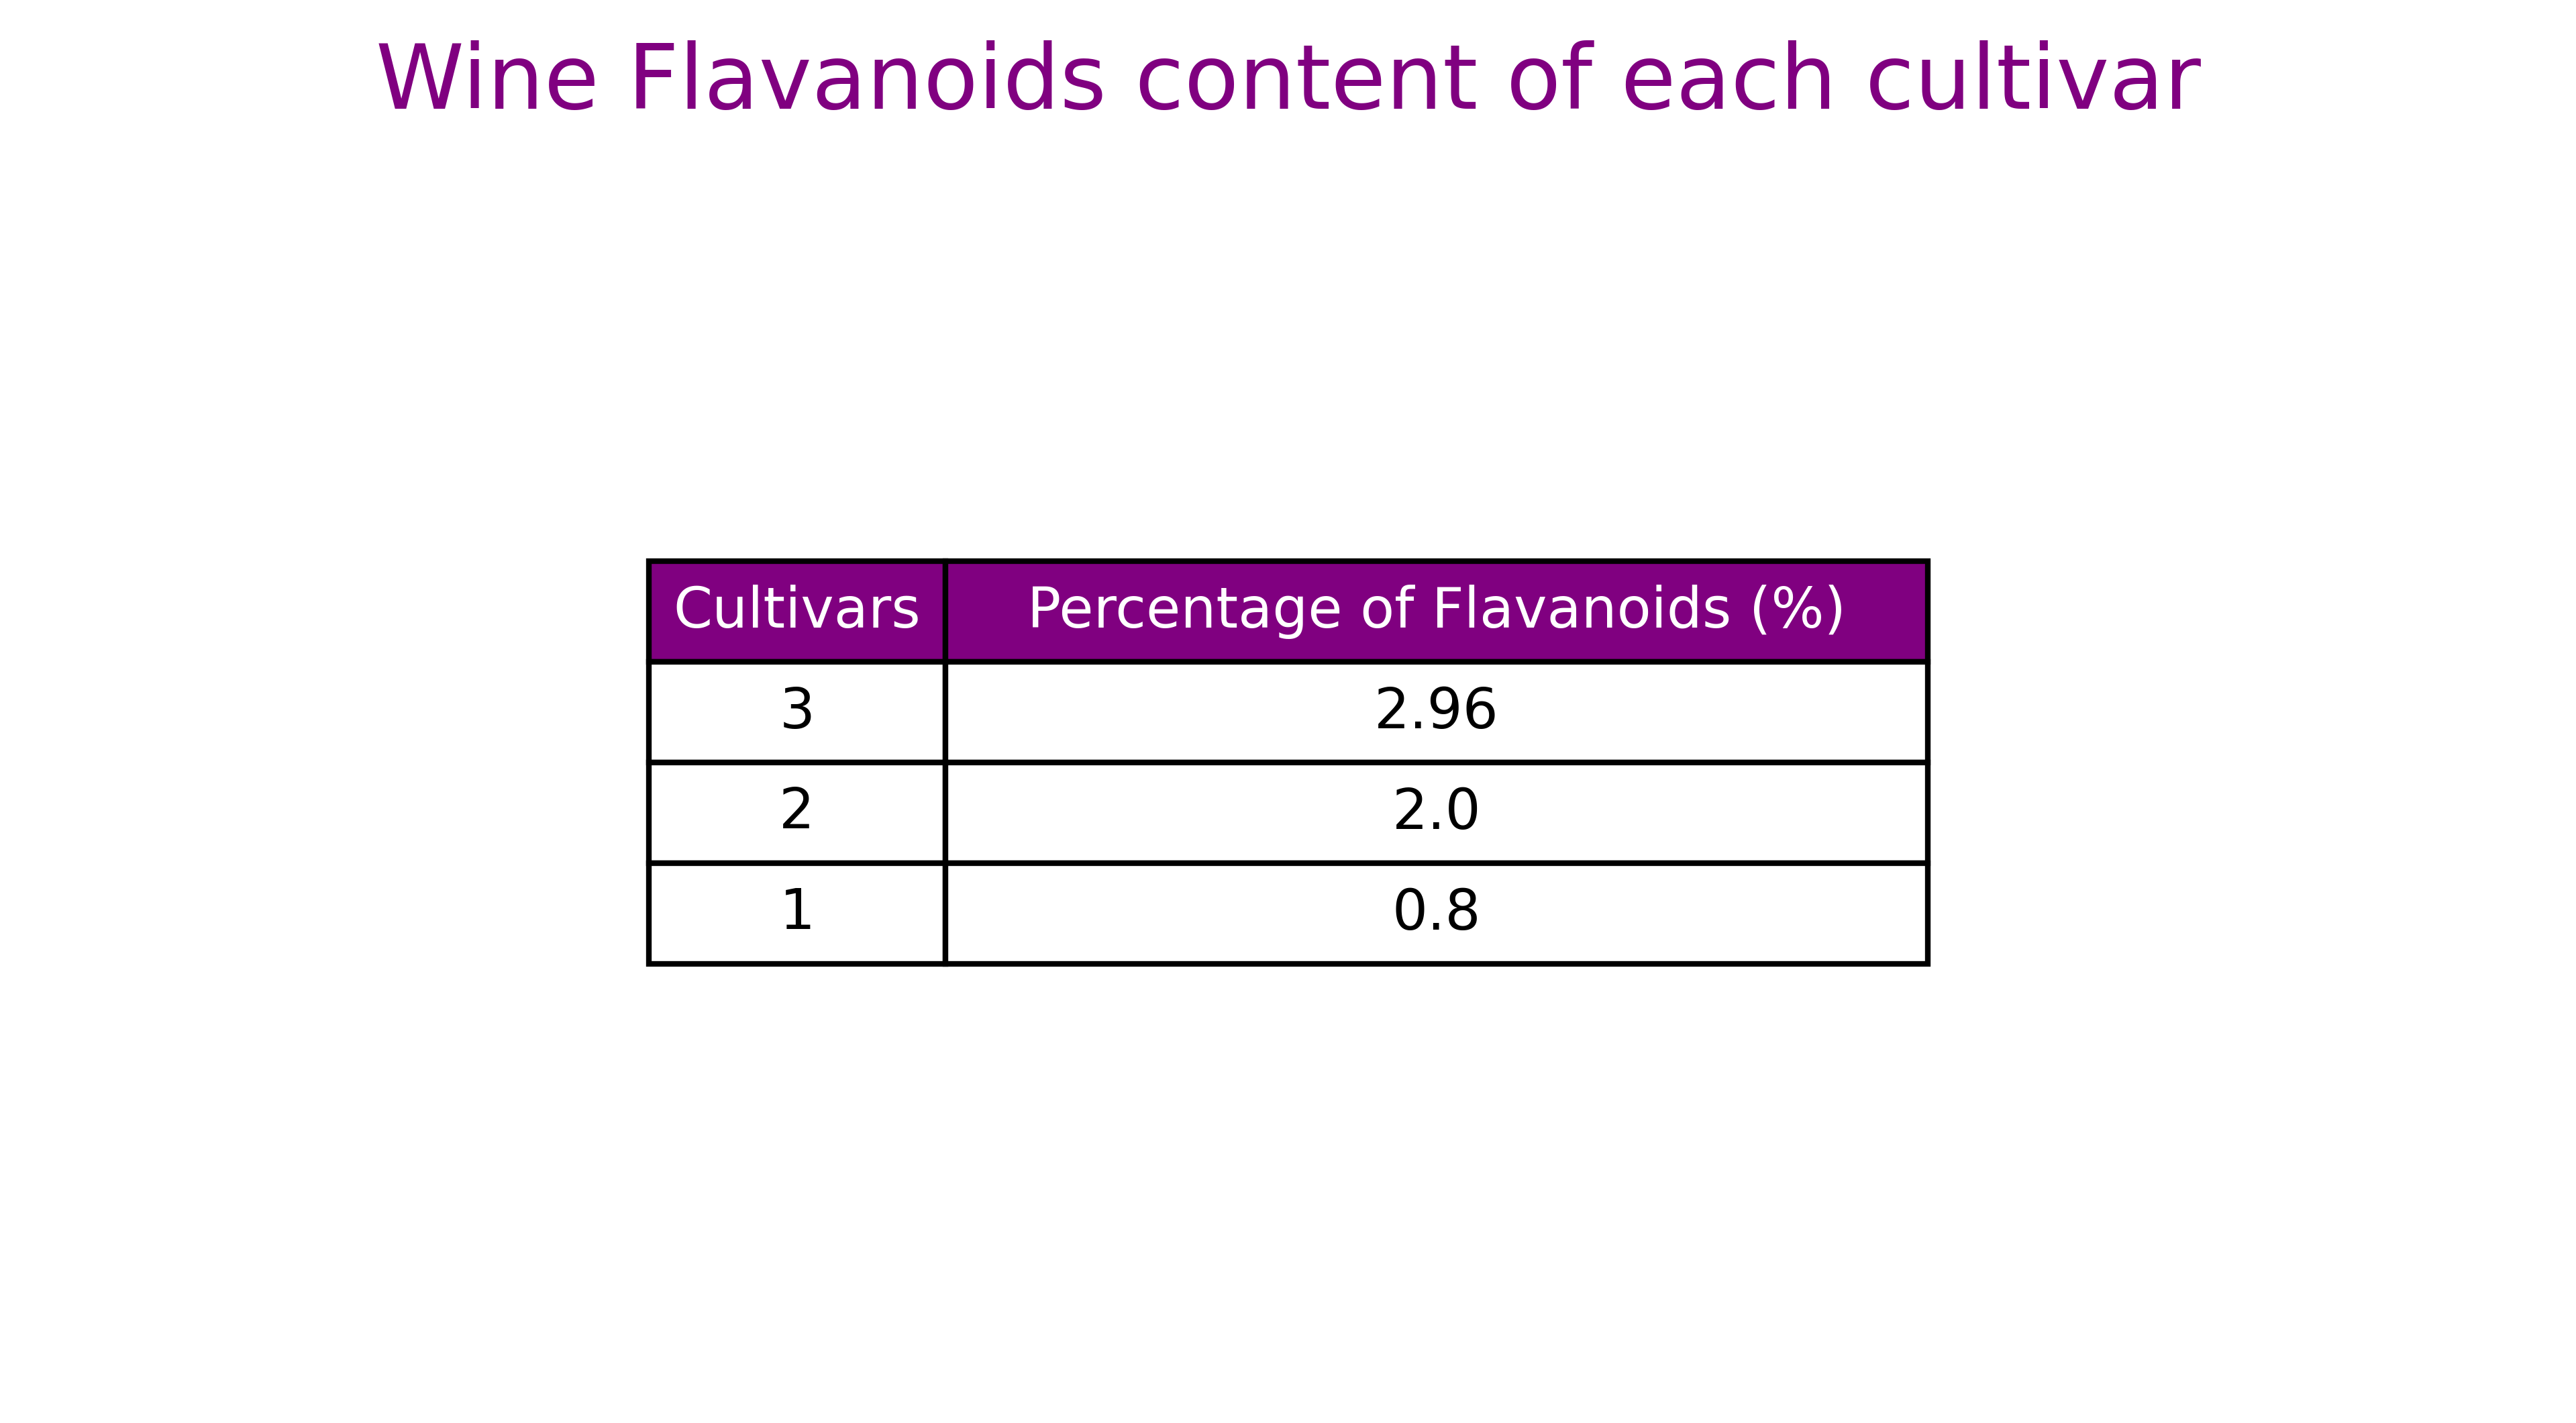 Wine Flavanoids content of each cultivar
Cultivars Percentage of Flavanoids (%)
3 2.96
2 2.0
1 0.8